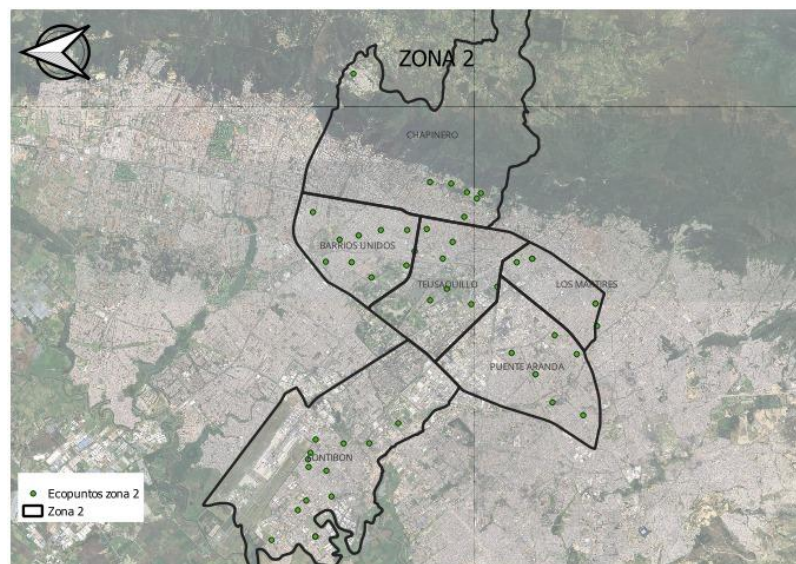 ZONA 2
CHAPINERO
BARRIOS UNIDOS
TEUSAQUILLO
LOS MARTIRES
PUENTE ARANDA
FONTIBON
Ecopuntos zona 2
Zona 2